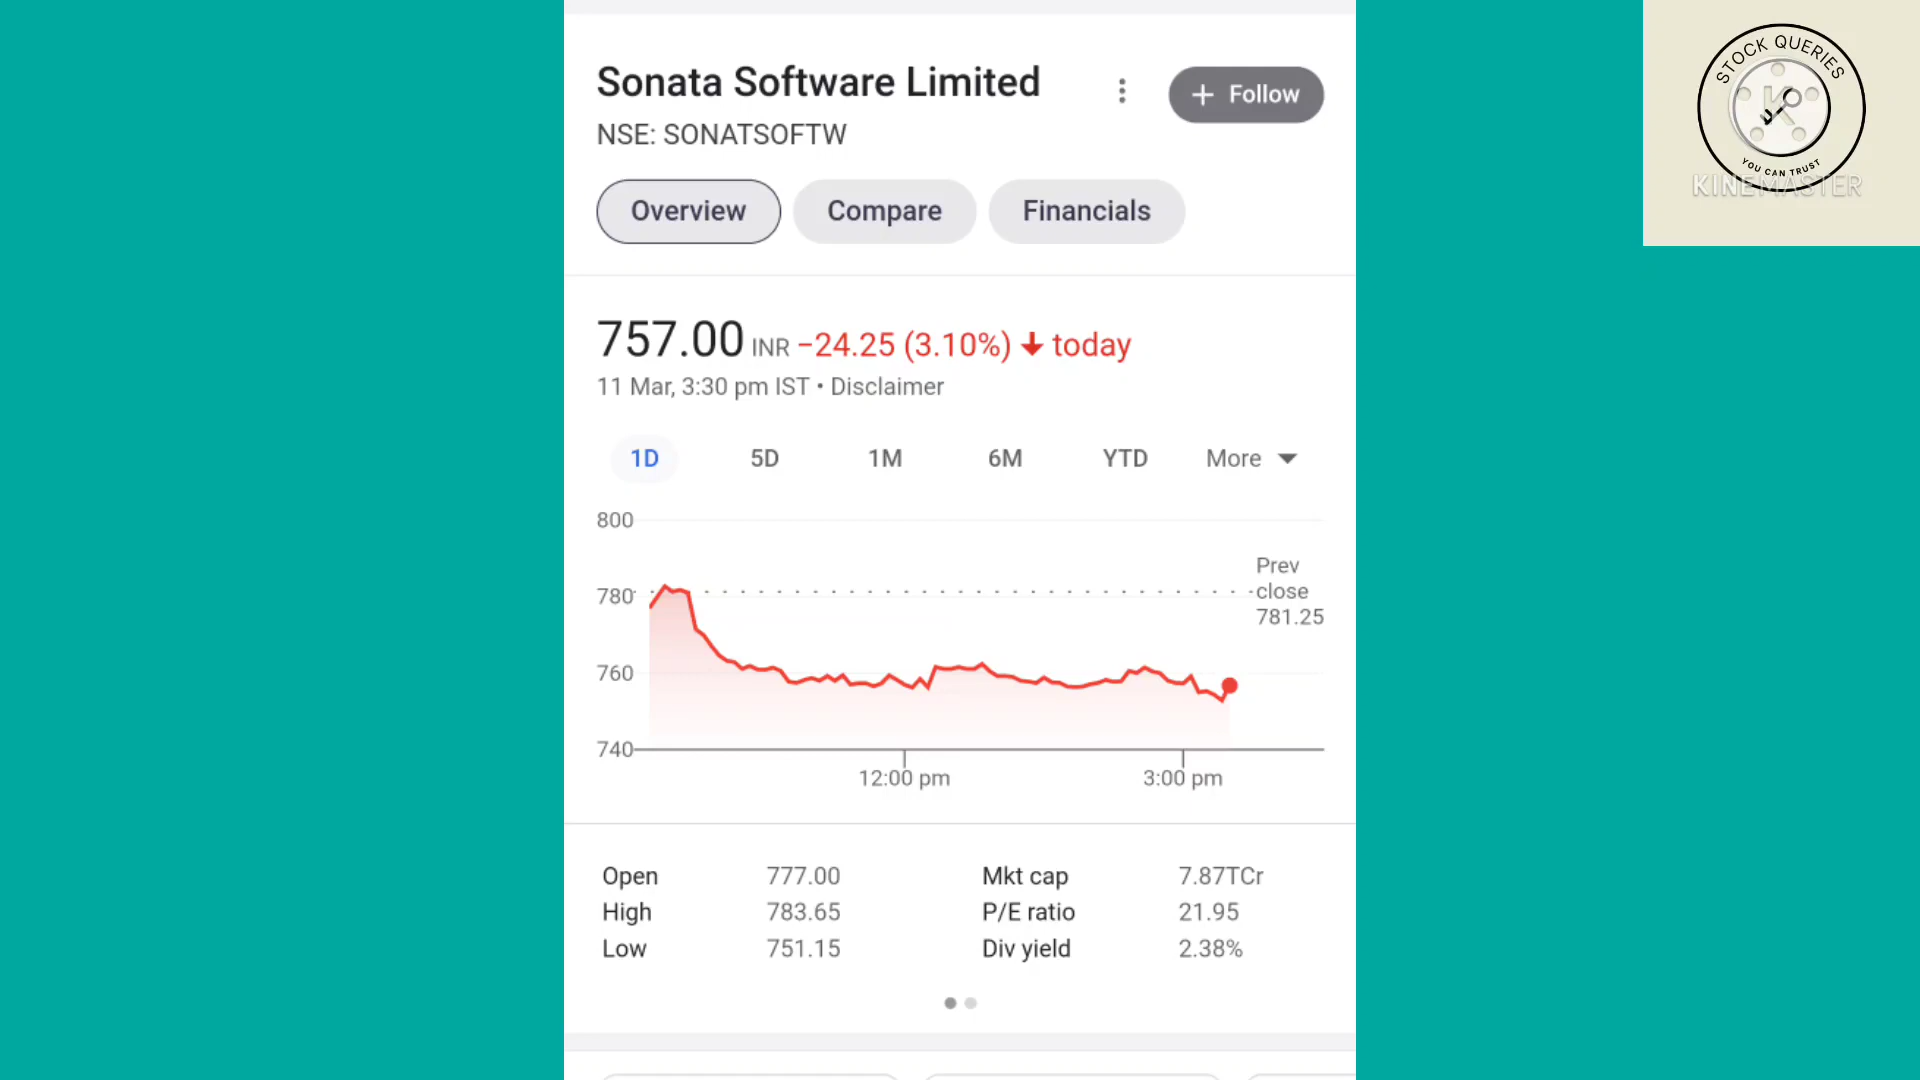 Sonata Software Limited
+ Follow
NSE: SONATSOFTW
Overview
Compare
Financials
757.00 INR −24.25 (3.10%) ↓ today
11 Mar, 3:30 pm IST • Disclaimer
1D
5D
1M
6M
YTD
More
800
780
760
740
Prev
close
781.25
12:00 pm
3:00 pm
Open 777.00
High 783.65
Low 751.15
Mkt cap 7.87TCr
P/E ratio 21.95
Div yield 2.38%
STOCK QUERIES
YOU CAN TRUST
KINEMASTER